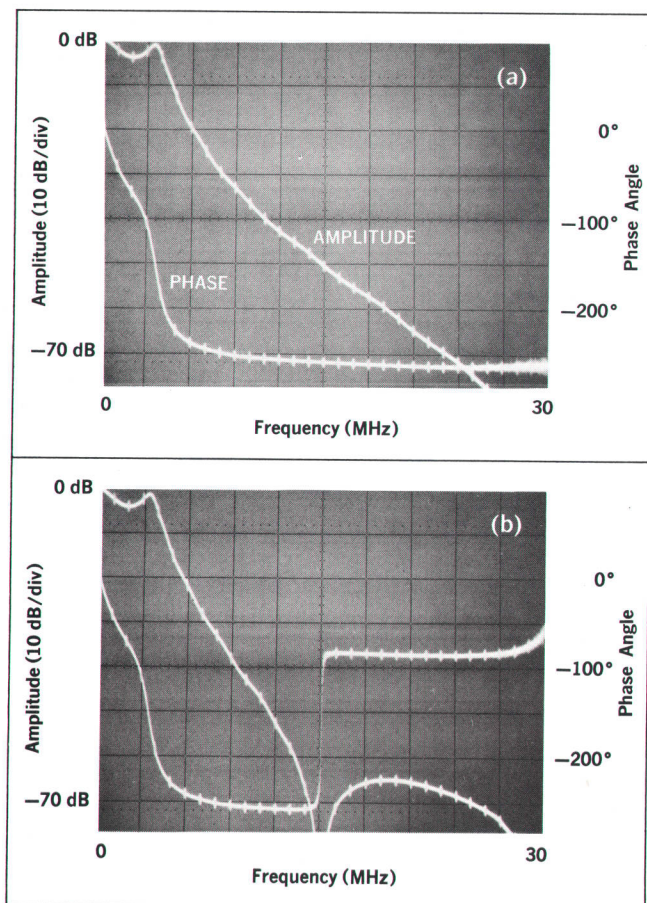 0 dB
(a)
Amplitude (10 dB/div)
0°
−100°
AMPLITUDE
Phase Angle
PHASE
−200°
−70 dB
0
30
Frequency (MHz)
0 dB
(b)
Amplitude (10 dB/div)
0°
−100°
Phase Angle
−200°
−70 dB
0
30
Frequency (MHz)